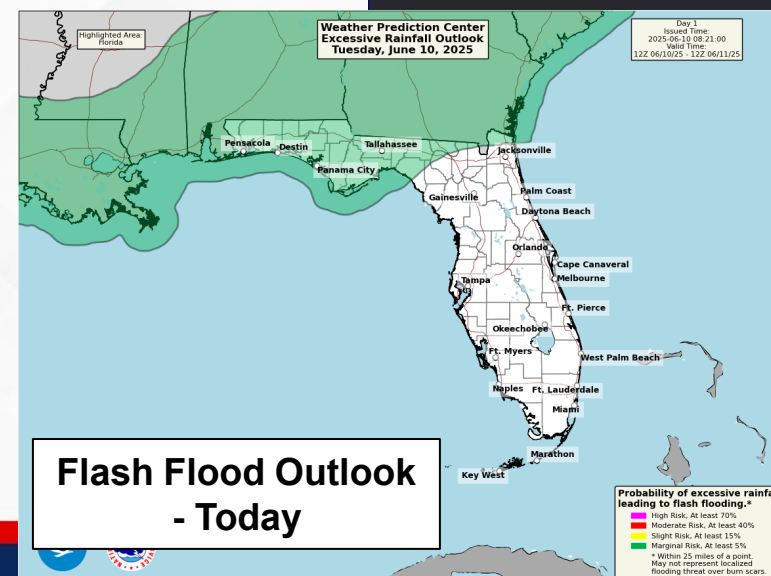 Highlighted Area:
Florida
Weather Prediction Center
Excessive Rainfall Outlook
Tuesday, June 10, 2025
Day 1
Issued Time:
2025-06-10 08:21:00
Valid Time:
12Z 06/10/25 - 12Z 06/11/25
Pensacola
Destin
Tallahassee
Jacksonville
Panama City
Gainesville
Palm Coast
Daytona Beach
Orlando
Cape Canaveral
Tampa
Melbourne
Ft. Pierce
Okeechobee
Ft. Myers
West Palm Beach
Naples
Ft. Lauderdale
Miami
Marathon
Key West
Flash Flood Outlook
- Today
Probability of excessive rainfa
leading to flash flooding.*
High Risk, At least 70%
Moderate Risk, At least 40%
Slight Risk, At least 15%
Marginal Risk, At least 5%
* Within 25 miles of a point.
May not represent localized
flooding threat over burn scars.